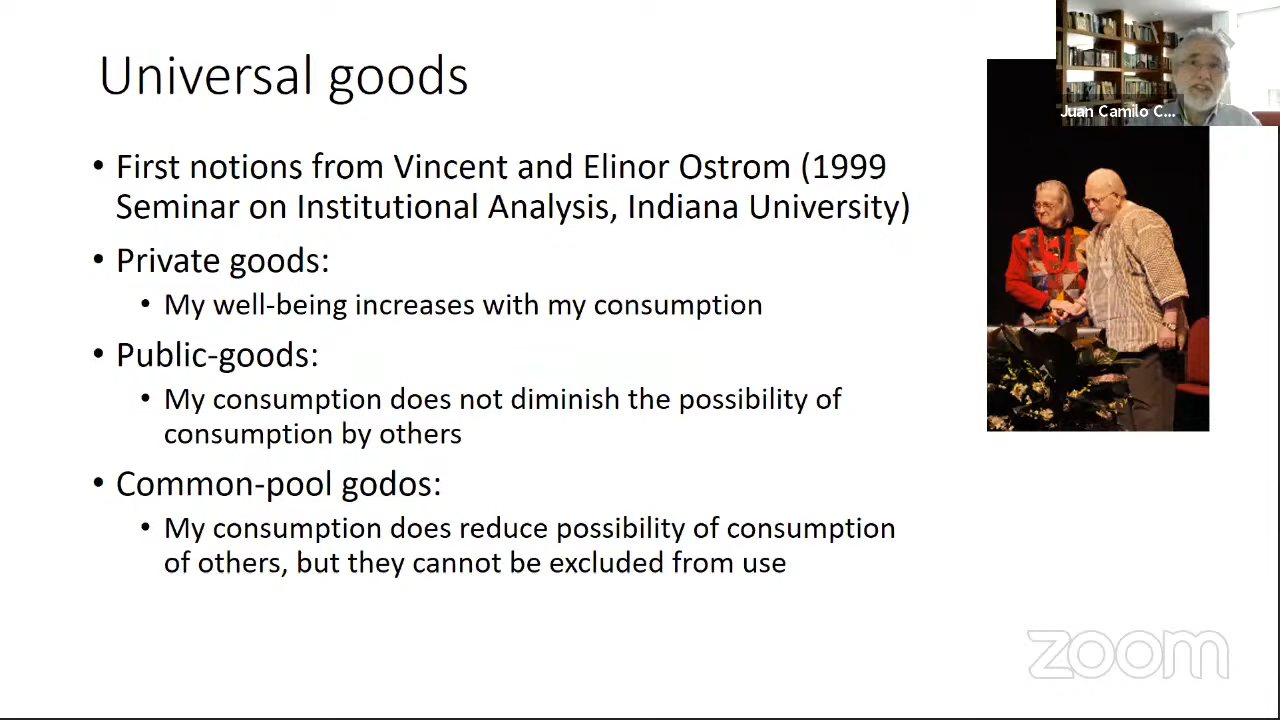 Universal goods
• First notions from Vincent and Elinor Ostrom (1999
Seminar on Institutional Analysis, Indiana University)
• Private goods:
• My well-being increases with my consumption
• Public-goods:
• My consumption does not diminish the possibility of
consumption by others
• Common-pool godos:
• My consumption does reduce possibility of consumption
of others, but they cannot be excluded from use
Juan Camilo C...
zoom